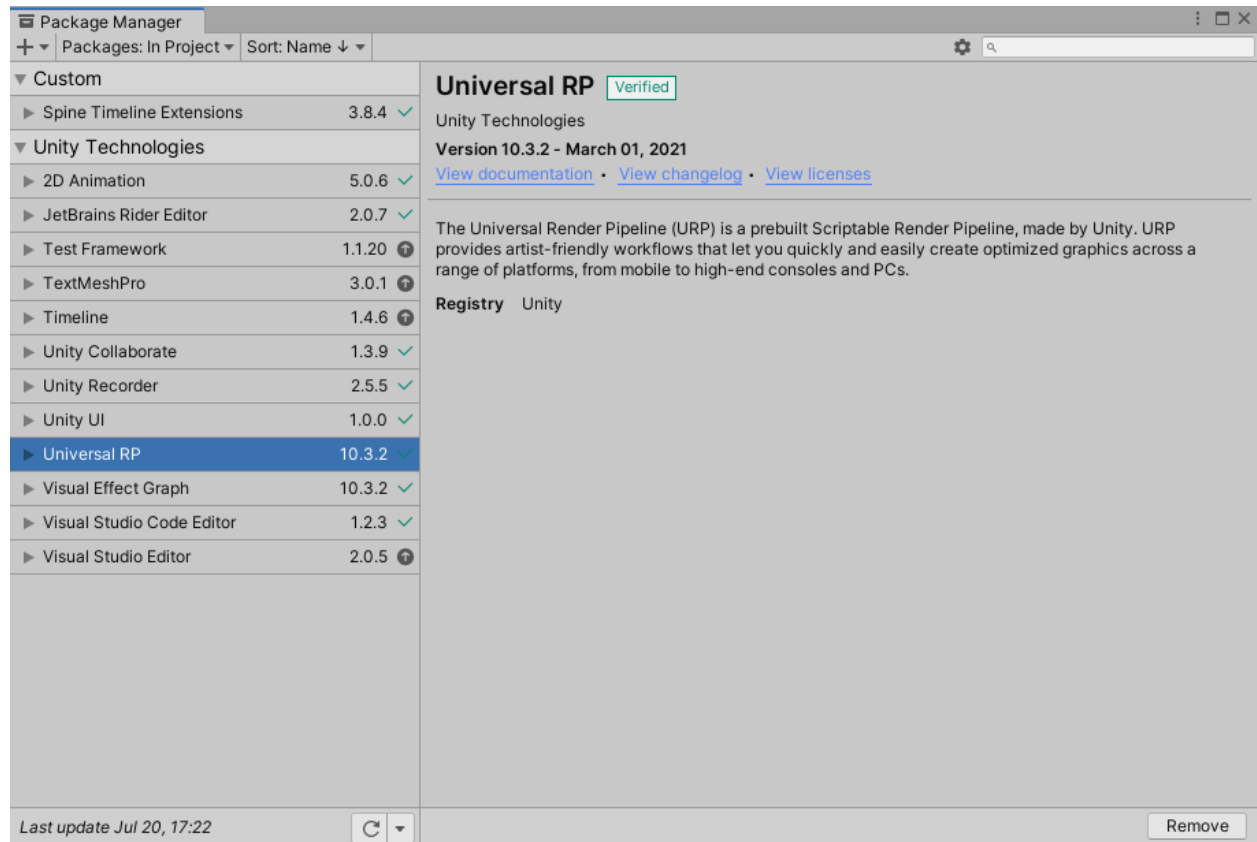 Package Manager
Packages: In Project Sort: Name ↓
Custom
Spine Timeline Extensions 3.8.4
Unity Technologies
2D Animation 5.0.6
JetBrains Rider Editor 2.0.7
Test Framework 1.1.20
TextMeshPro 3.0.1
Timeline 1.4.6
Unity Collaborate 1.3.9
Unity Recorder 2.5.5
Unity UI 1.0.0
Universal RP 10.3.2
Visual Effect Graph 10.3.2
Visual Studio Code Editor 1.2.3
Visual Studio Editor 2.0.5
Last update Jul 20, 17:22
Universal RP Verified
Unity Technologies
Version 10.3.2 - March 01, 2021
View documentation • View changelog • View licenses
The Universal Render Pipeline (URP) is a prebuilt Scriptable Render Pipeline, made by Unity. URP
provides artist-friendly workflows that let you quickly and easily create optimized graphics across a
range of platforms, from mobile to high-end consoles and PCs.
Registry Unity
Remove